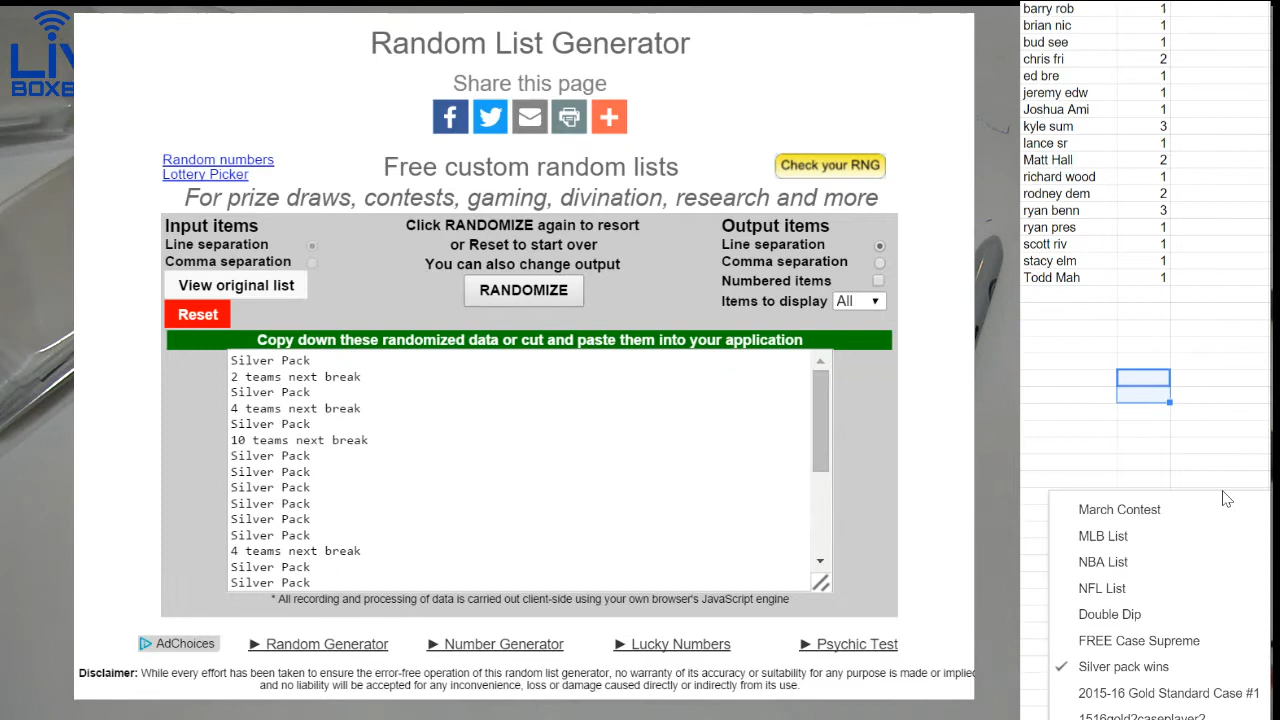 LIV
BOXE
Random List Generator
Share this page
Random numbers
Lottery Picker
Free custom random lists
Check your RNG
For prize draws, contests, gaming, divination, research and more
Input items
Line separation
Comma separation
View original list
Reset
Click RANDOMIZE again to resort
or Reset to start over
You can also change output
RANDOMIZE
Output items
Line separation
Comma separation
Numbered items
Items to display All
Copy down these randomized data or cut and paste them into your application
Silver Pack
2 teams next break
Silver Pack
4 teams next break
Silver Pack
10 teams next break
Silver Pack
Silver Pack
Silver Pack
Silver Pack
Silver Pack
Silver Pack
4 teams next break
Silver Pack
Silver Pack
* All recording and processing of data is carried out client-side using your own browser's JavaScript engine
AdChoices
► Random Generator
► Number Generator
► Lucky Numbers
► Psychic Test
Disclaimer: While every effort has been taken to ensure the error-free operation of this random list generator, no warranty of its accuracy or suitability for any purpose is made or implied
and no liability will be accepted for any inconvenience, loss or damage caused directly or indirectly from its use.
barry rob 1
brian nic 1
bud see 1
chris fri 2
ed bre 1
jeremy edw 1
Joshua Ami 1
kyle sum 3
lance sr 1
Matt Hall 2
richard wood 1
rodney dem 2
ryan benn 3
ryan pres 1
scott riv 1
stacy elm 1
Todd Mah 1
March Contest
MLB List
NBA List
NFL List
Double Dip
FREE Case Supreme
Silver pack wins
2015-16 Gold Standard Case #1
1516gold2caseplayer2